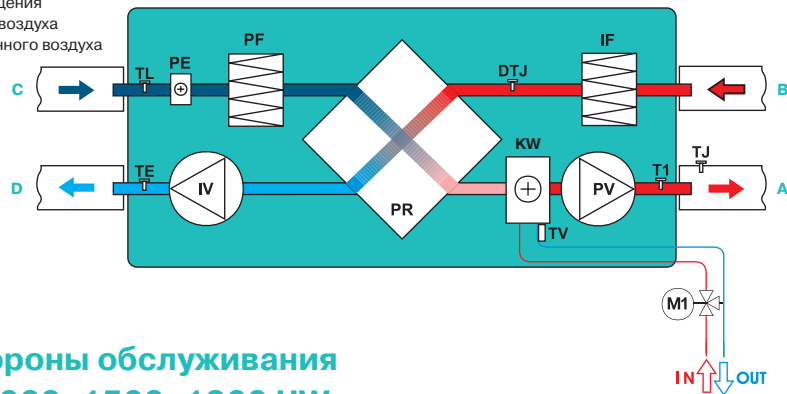 щения
воздуха
нного воздуха
PF
IF
TL
PE
DTJ
C
B
KW
TJ
TE
T1
D
IV
PV
A
PR
TV
M1
IN
OUT
ороны обслуживания